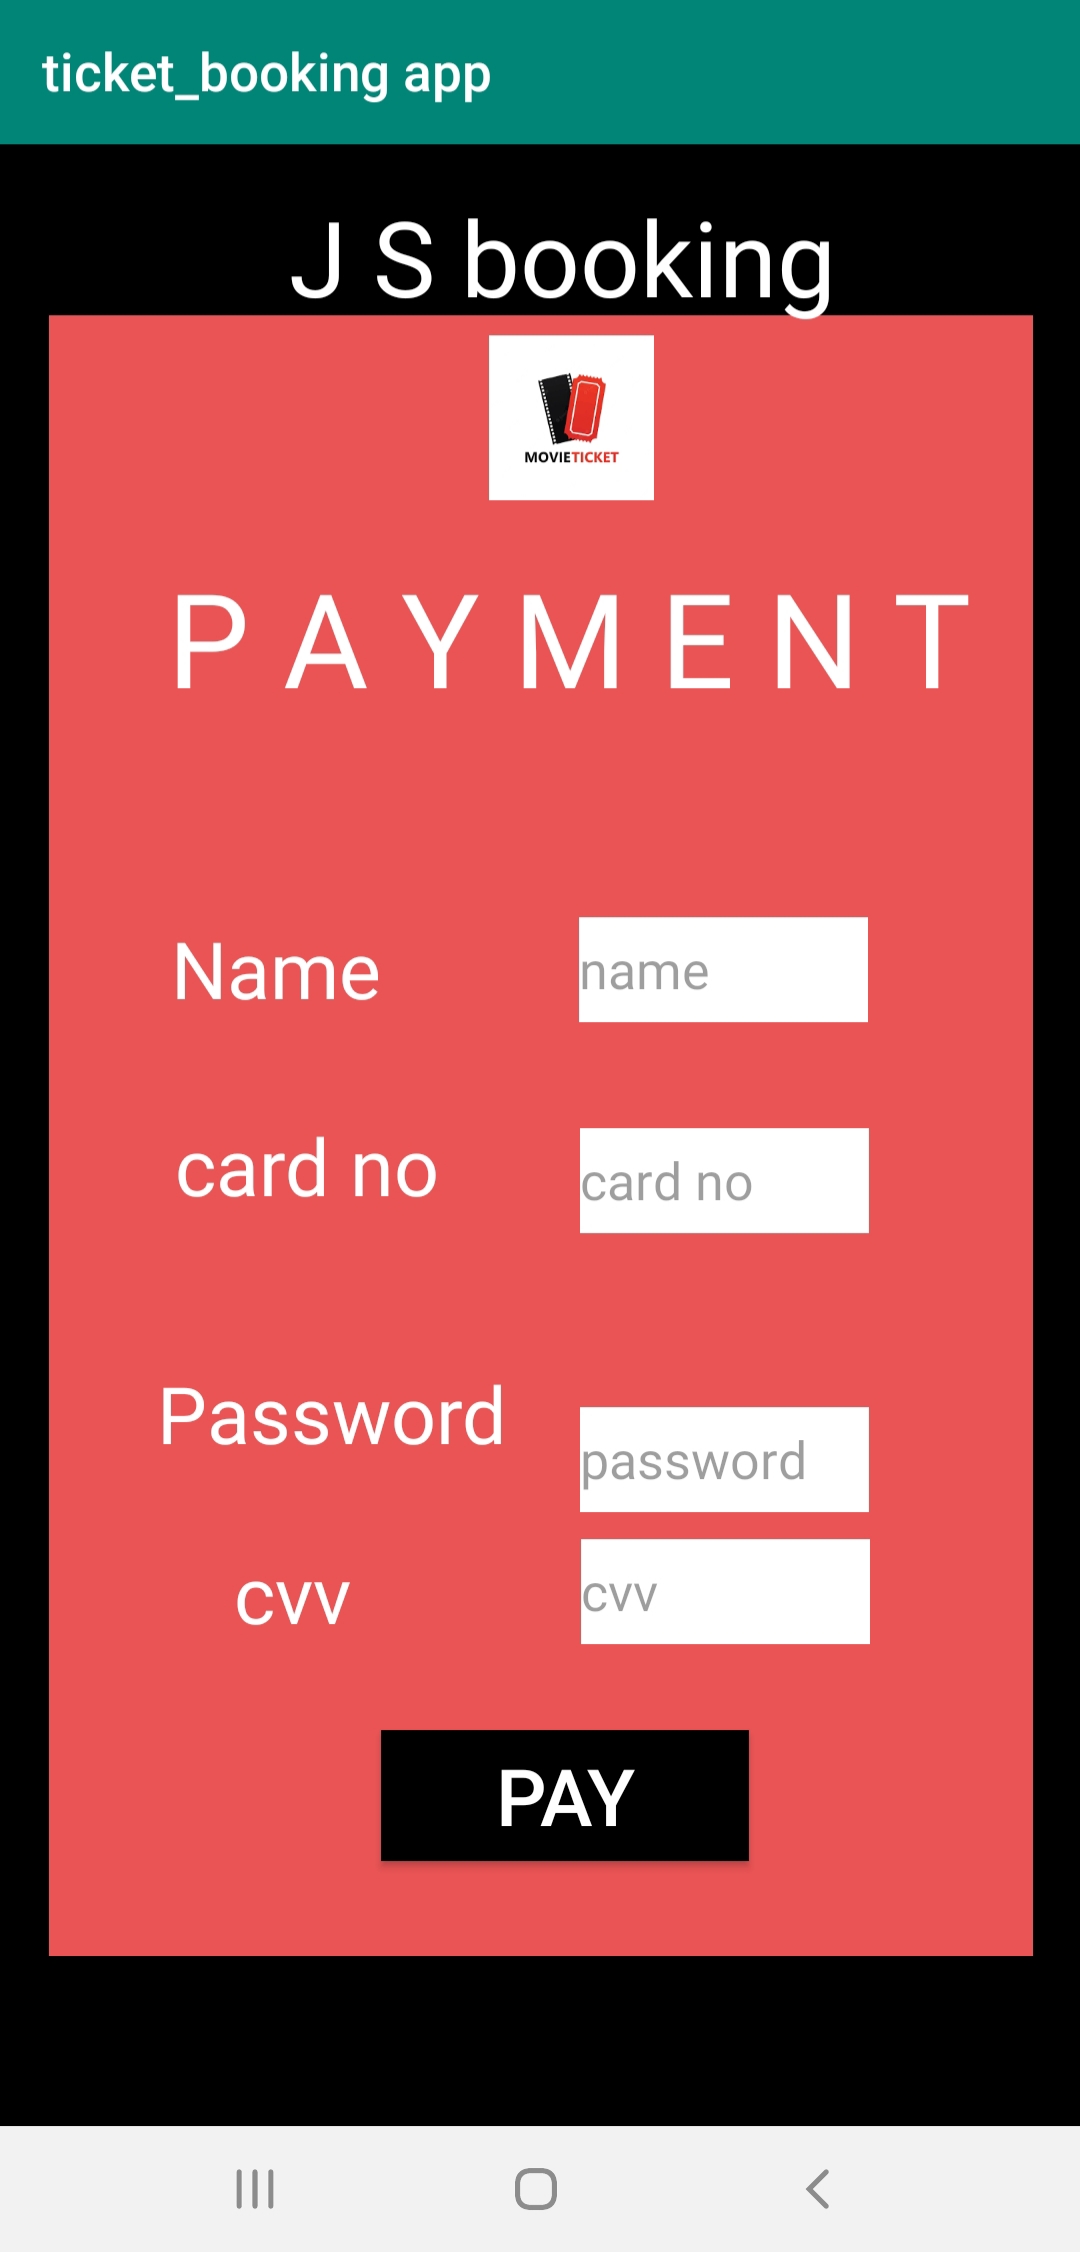 ticket_booking app
J S booking
MOVIETICKET
P A Y M E N T
Name name
card no card no
Password password
cvv cvv
PAY